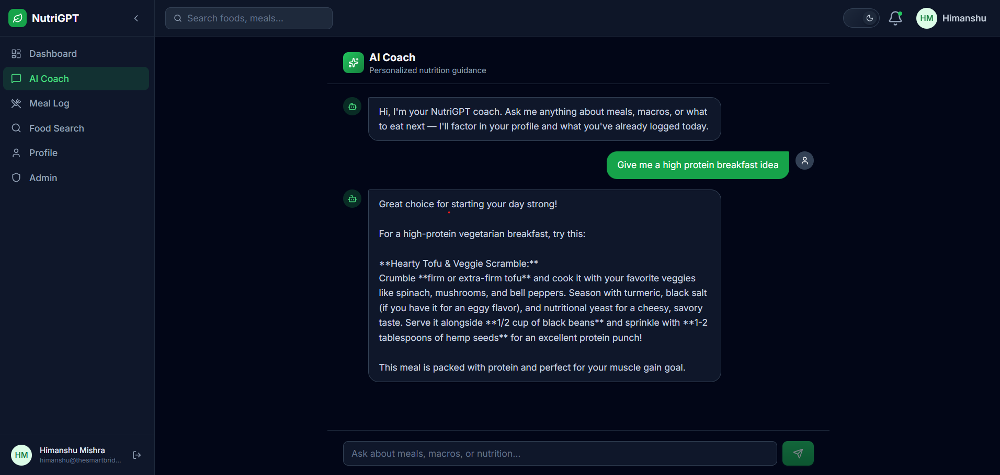 NutriGPT
Search foods, meals...
HM
Himanshu
Dashboard
AI Coach
Meal Log
Food Search
Profile
Admin
AI Coach
Personalized nutrition guidance
Hi, I'm your NutriGPT coach. Ask me anything about meals, macros, or what
to eat next — I'll factor in your profile and what you've already logged today.
Give me a high protein breakfast idea
Great choice for starting your day strong!
For a high-protein vegetarian breakfast, try this:
**Hearty Tofu & Veggie Scramble:**
Crumble **firm or extra-firm tofu** and cook it with your favorite veggies
like spinach, mushrooms, and bell peppers. Season with turmeric, black salt
(if you have it for an eggy flavor), and nutritional yeast for a cheesy, savory
taste. Serve it alongside **1/2 cup of black beans** and sprinkle with **1-2
tablespoons of hemp seeds** for an excellent protein punch!
This meal is packed with protein and perfect for your muscle gain goal.
Ask about meals, macros, or nutrition...
HM
Himanshu Mishra
himanshu@thesmartbrid...